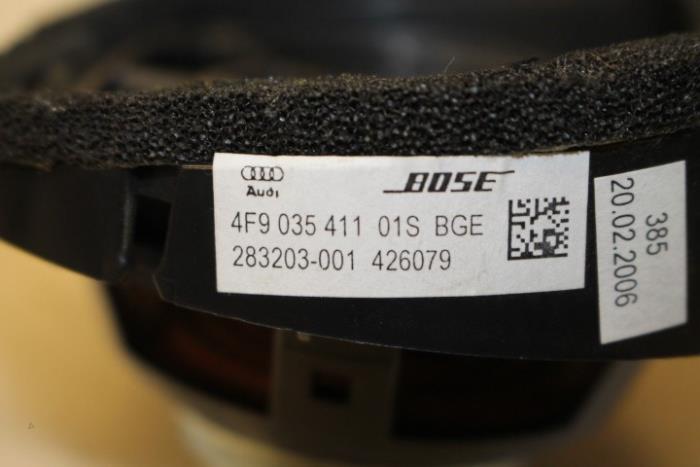 Audi
BOSE
4F9 035 411 01S BGE
283203-001 426079
385
20.02.2006